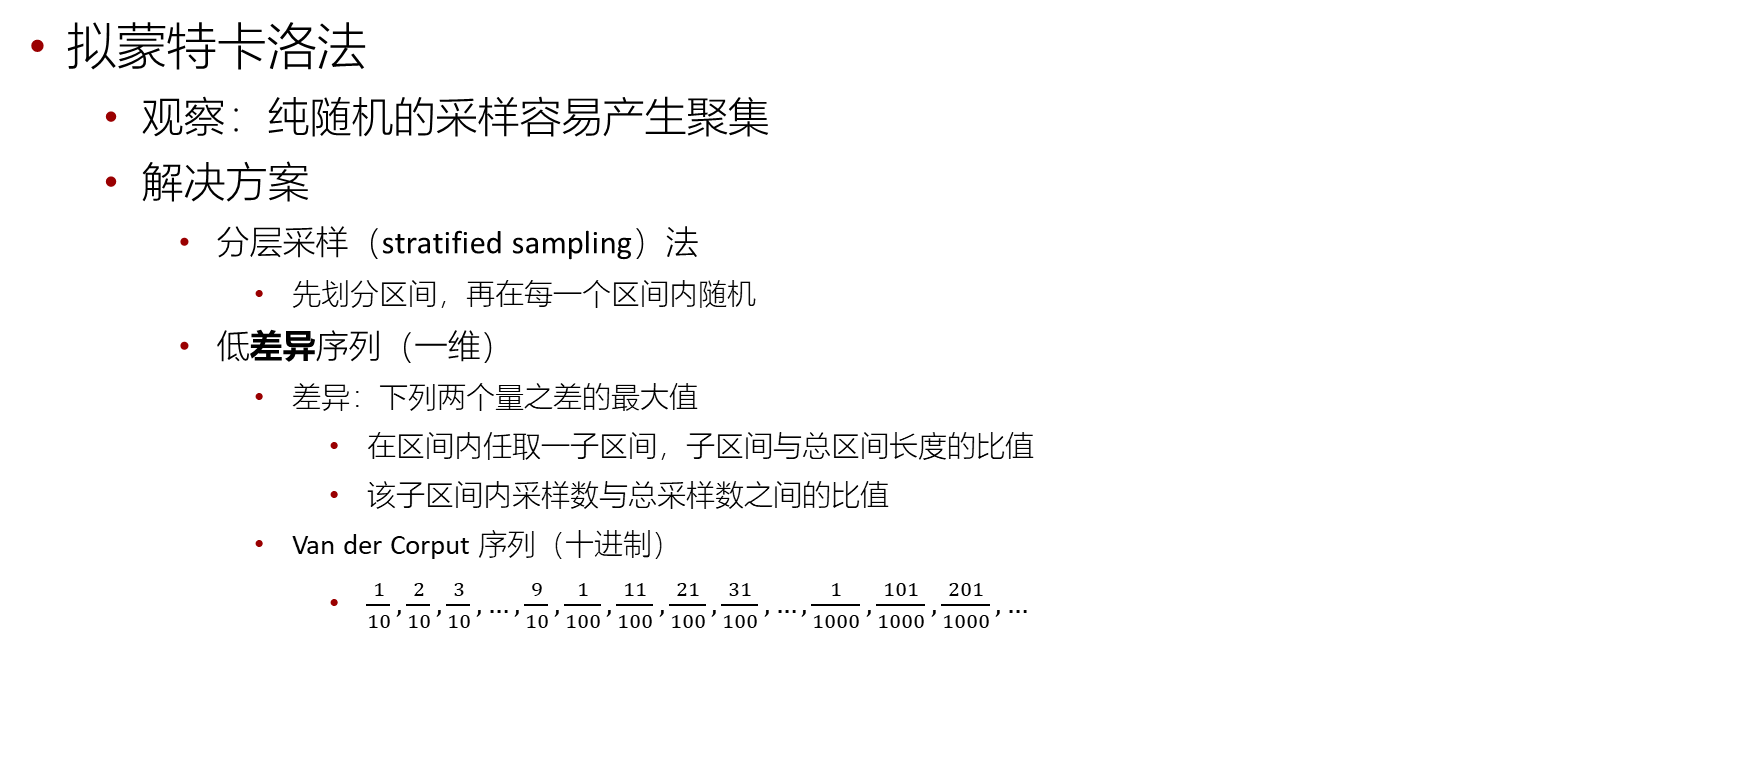 • 拟蒙特卡洛法
• 观察：纯随机的采样容易产生聚集
• 解决方案
• 分层采样（stratified sampling）法
• 先划分区间，再在每一个区间内随机
• 低差异序列（一维）
• 差异：下列两个量之差的最大值
• 在区间内任取一子区间，子区间与总区间长度的比值
• 该子区间内采样数与总采样数之间的比值
• Van der Corput 序列（十进制）
• 1/10, 2/10, 3/10, …, 9/10, 1/100, 11/100, 21/100, 31/100, …, 1/1000, 101/1000, 201/1000, …